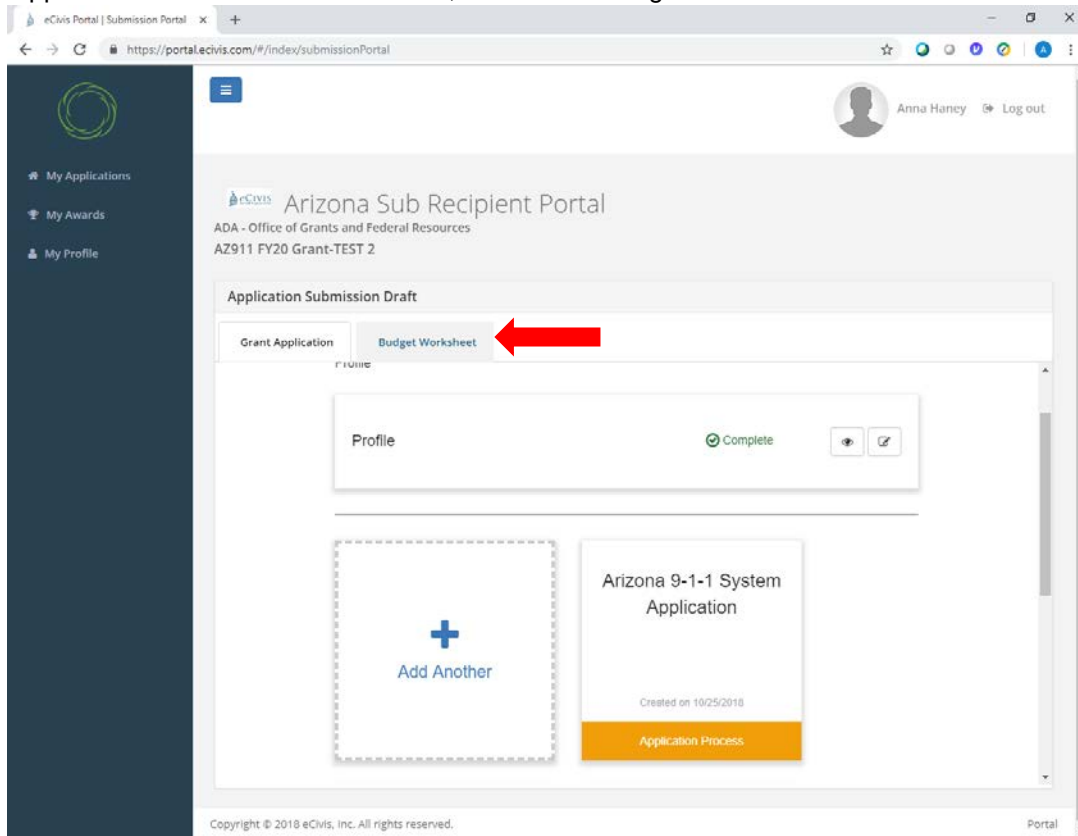 eCivis Portal | Submission Portal
https://portal.ecivis.com/#/index/submissionPortal
A
Anna Haney Log out
My Applications
My Awards
My Profile
eCivis Arizona Sub Recipient Portal
ADA - Office of Grants and Federal Resources
AZ911 FY20 Grant-TEST 2
Application Submission Draft
Grant Application Budget Worksheet
Profile
Profile Complete
Arizona 9-1-1 System
Application
Add Another
Created on 10/25/2018
Application Process
Copyright © 2018 eCivis, Inc. All rights reserved. Portal